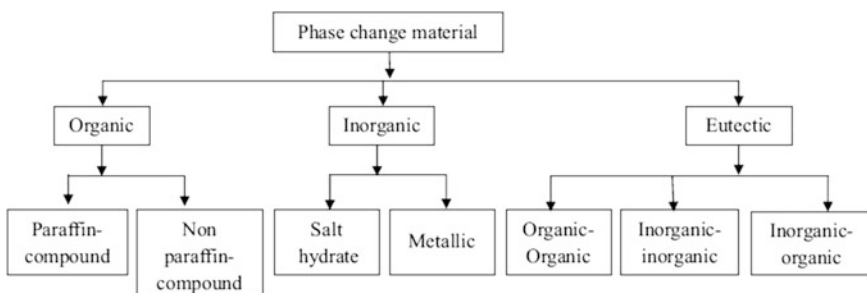 Phase change material
Organic
Inorganic
Eutectic
Paraffin-
compound
Non
paraffin-
compound
Salt
hydrate
Metallic
Organic-
Organic
Inorganic-
inorganic
Inorganic-
organic